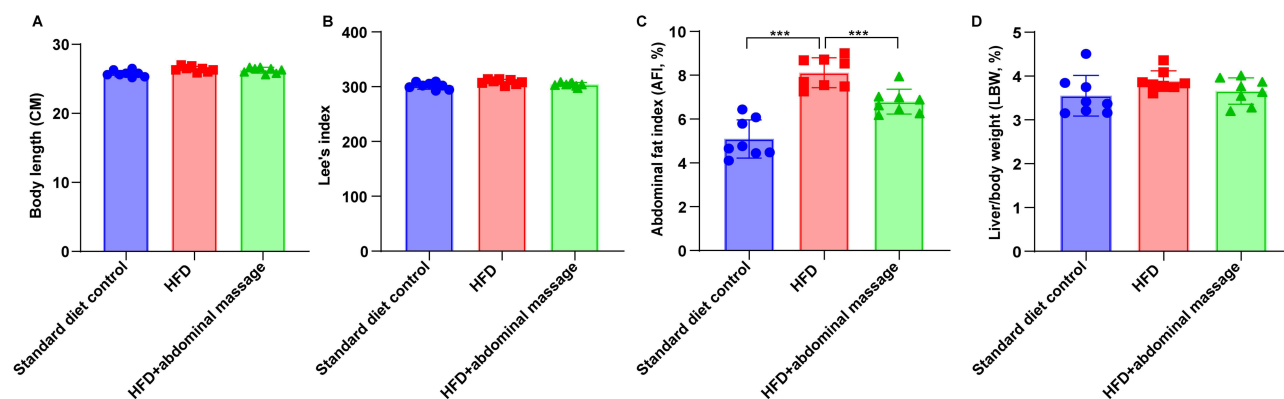 A
Body length (CM)
30
20
10
0
Standard diet control
HFD
HFD+abdominal massage
B
Lee's index
400
300
200
100
0
Standard diet control
HFD
HFD+abdominal massage
C
Abdominal fat index (AFI, %)
10
8
6
4
2
0
***
***
Standard diet control
HFD
HFD+abdominal massage
D
Liver/body weight (LBW, %)
5
4
3
2
1
0
Standard diet control
HFD
HFD+abdominal massage